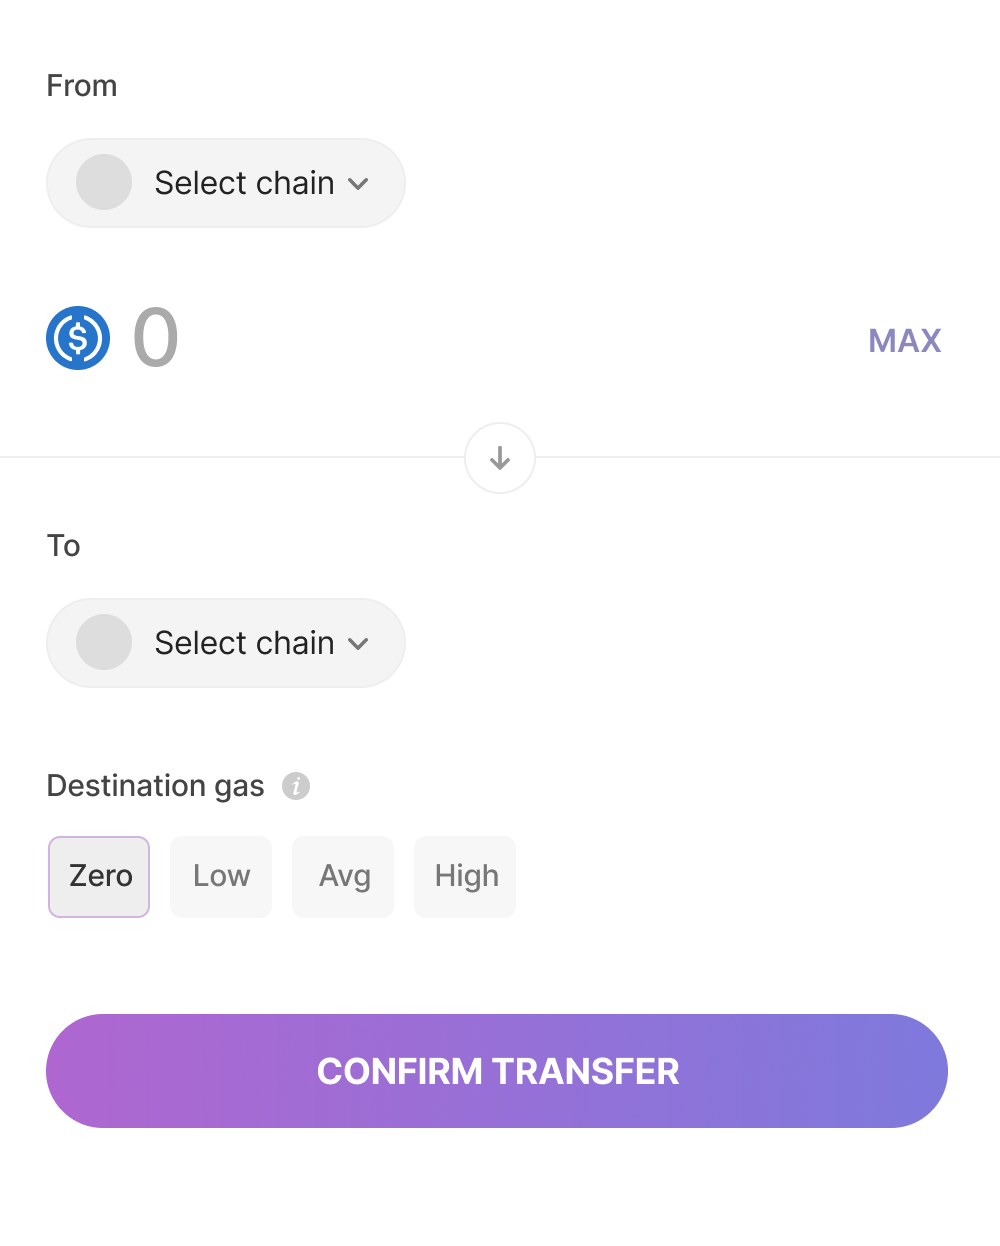 From
Select chain
0
MAX
To
Select chain
Destination gas i
Zero Low Avg High
CONFIRM TRANSFER